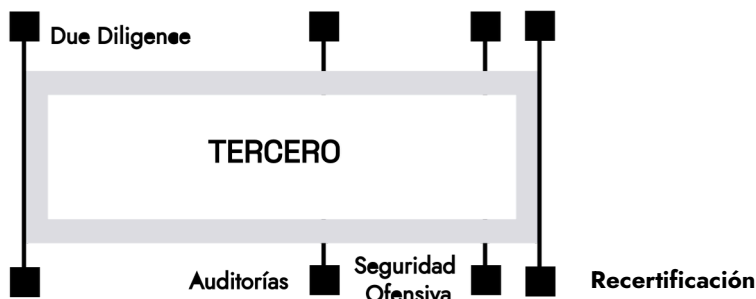 Due Diligence
TERCERO
Auditorías
Seguridad
Ofensiva
Recertificación